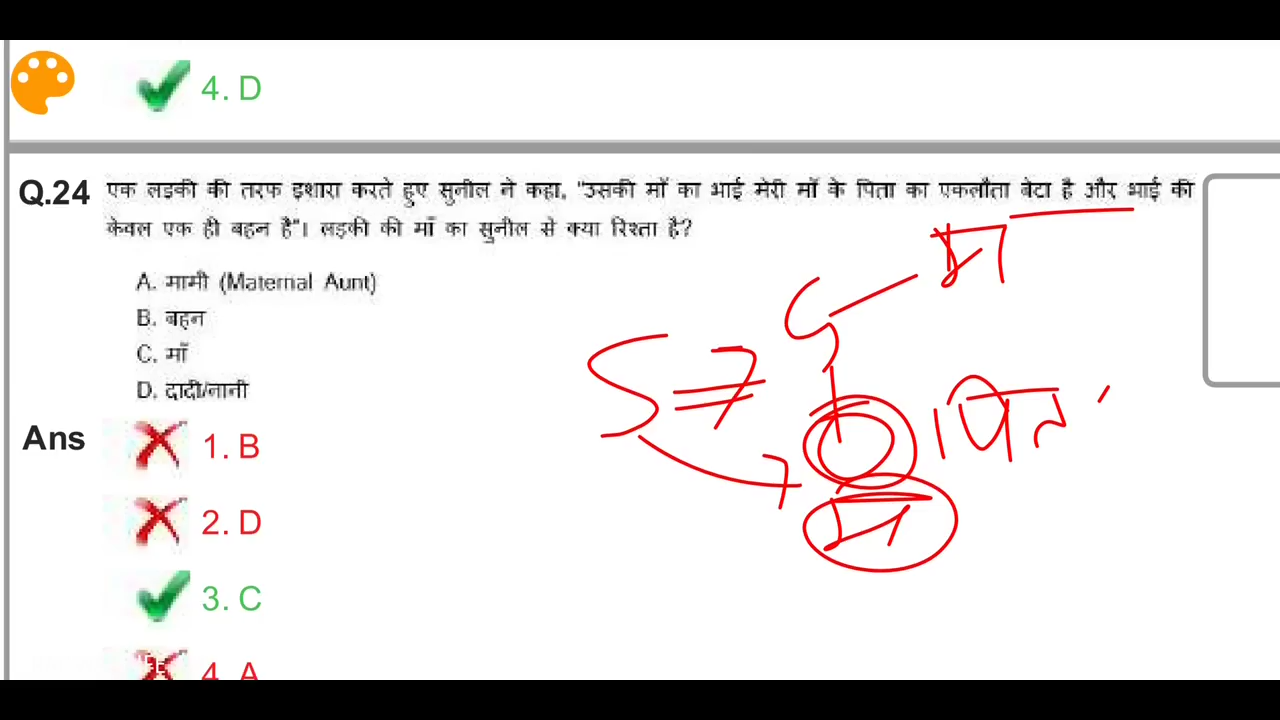 4. D
Q.24 एक लड़की की तरफ इशारा करते हुए सुनील ने कहा, "उसकी माँ का भाई मेरी माँ के पिता का एकलौता बेटा है और भाई की
केवल एक ही बहन है"। लड़की की माँ का सुनील से क्या रिश्ता है?
A. मामी (Maternal Aunt)
B. बहन
C. माँ
D. दादी/नानी
Ans
1. B
2. D
3. C
4. A